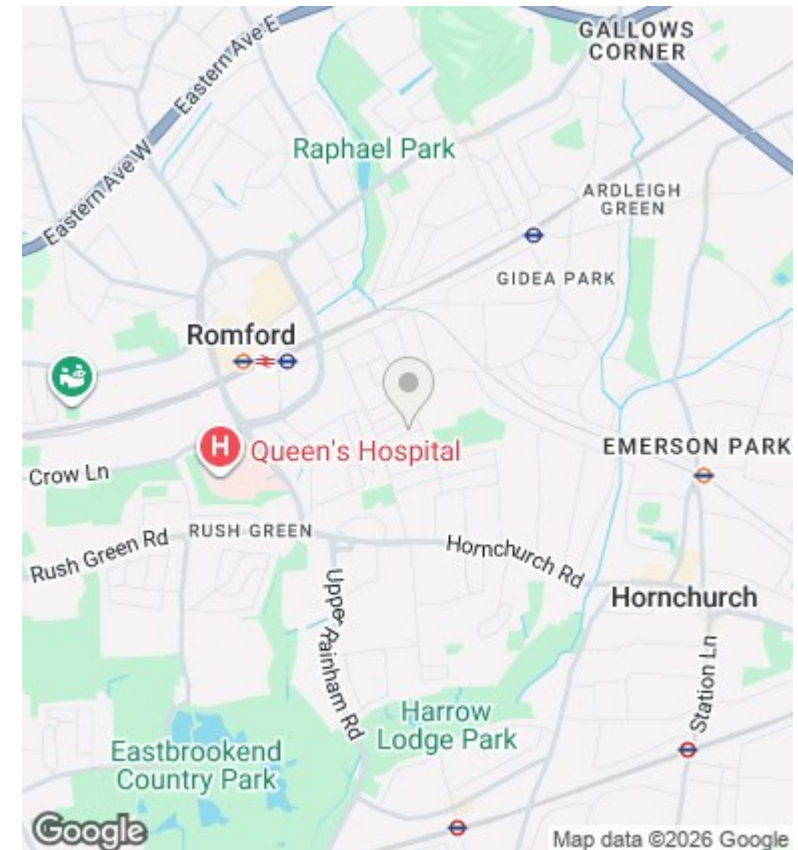 GALLOWS
CORNER
Eastern Ave E
Raphael Park
Eastern Ave W
ARDLEIGH
GREEN
GIDEA PARK
Romford
H
Queen's Hospital
EMERSON PARK
Crow Ln
RUSH GREEN
Hornchurch Rd
Rush Green Rd
Upper Rainham Rd
Hornchurch
Station Ln
Harrow
Lodge Park
Eastbrookend
Country Park
Google
Map data ©2026 Google